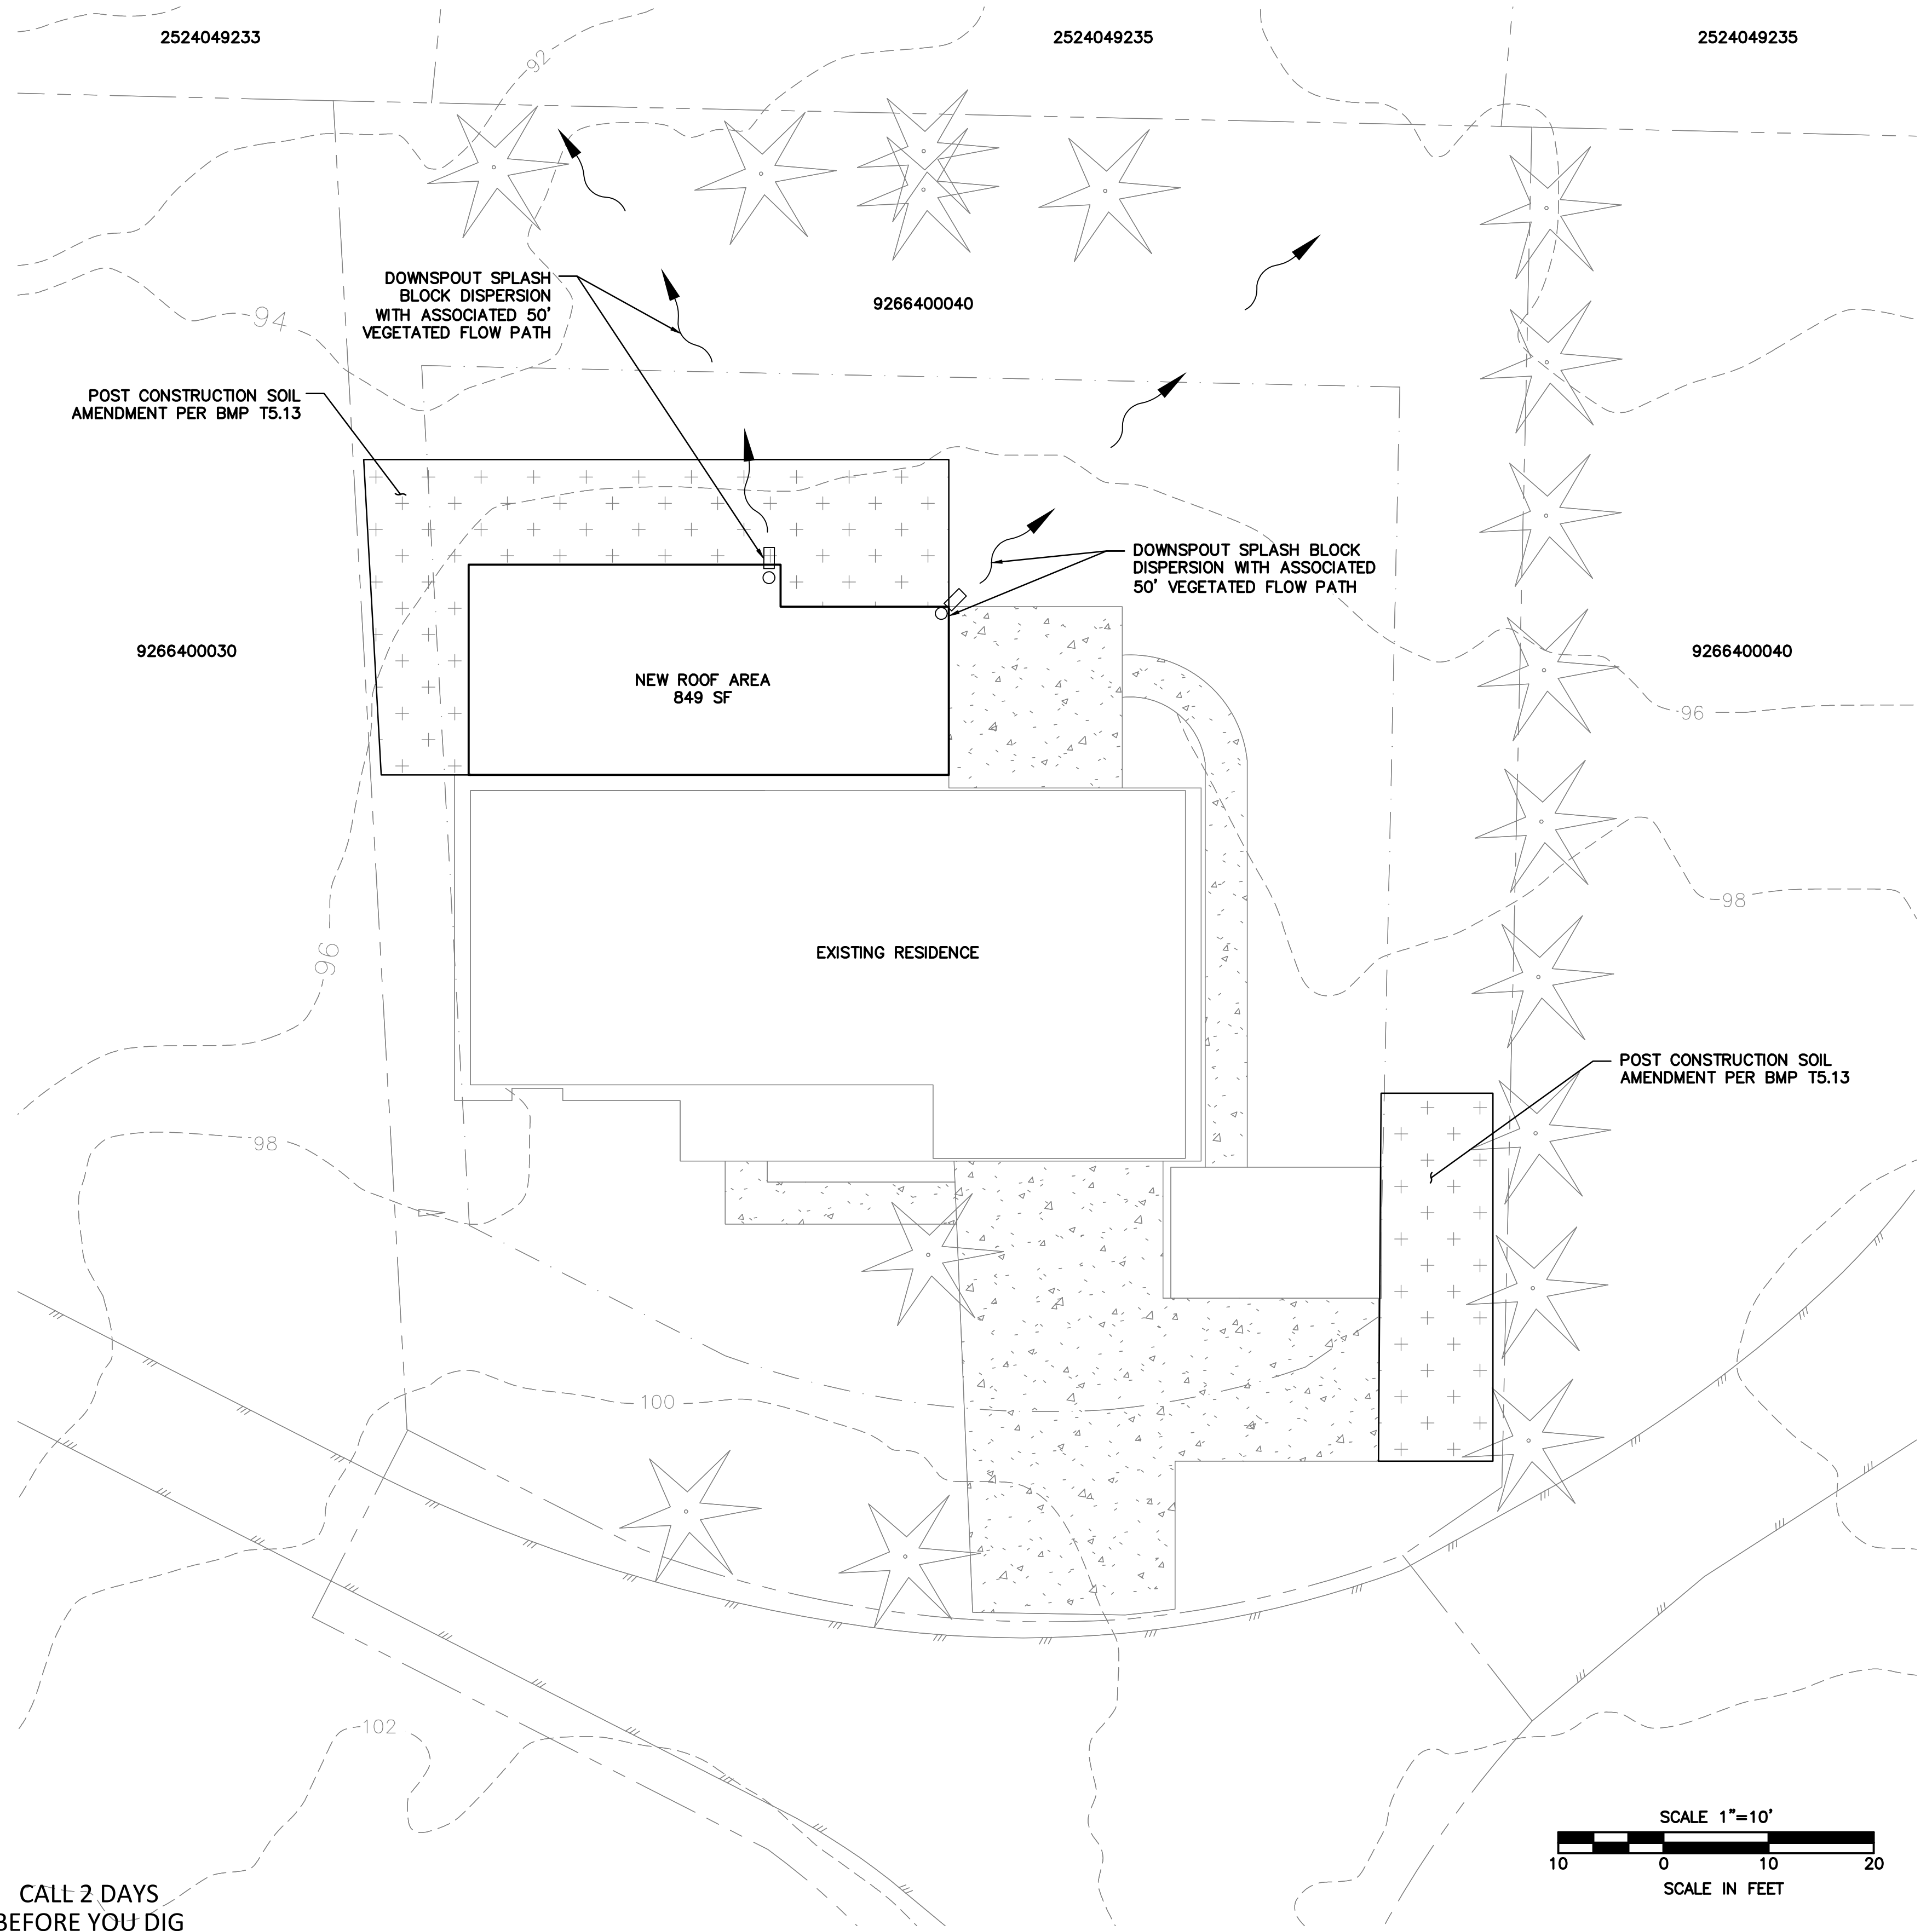 2524049233
2524049235
2524049235
92
DOWNSPOUT SPLASH
BLOCK DISPERSION
WITH ASSOCIATED 50'
VEGETATED FLOW PATH
9266400040
94
POST CONSTRUCTION SOIL
AMENDMENT PER BMP T5.13
DOWNSPOUT SPLASH BLOCK
DISPERSION WITH ASSOCIATED
50' VEGETATED FLOW PATH
9266400030
NEW ROOF AREA
849 SF
9266400040
96
98
96
EXISTING RESIDENCE
POST CONSTRUCTION SOIL
AMENDMENT PER BMP T5.13
98
100
102
SCALE 1"=10'
10 0 10 20
SCALE IN FEET
CALL 2 DAYS
BEFORE YOU DIG